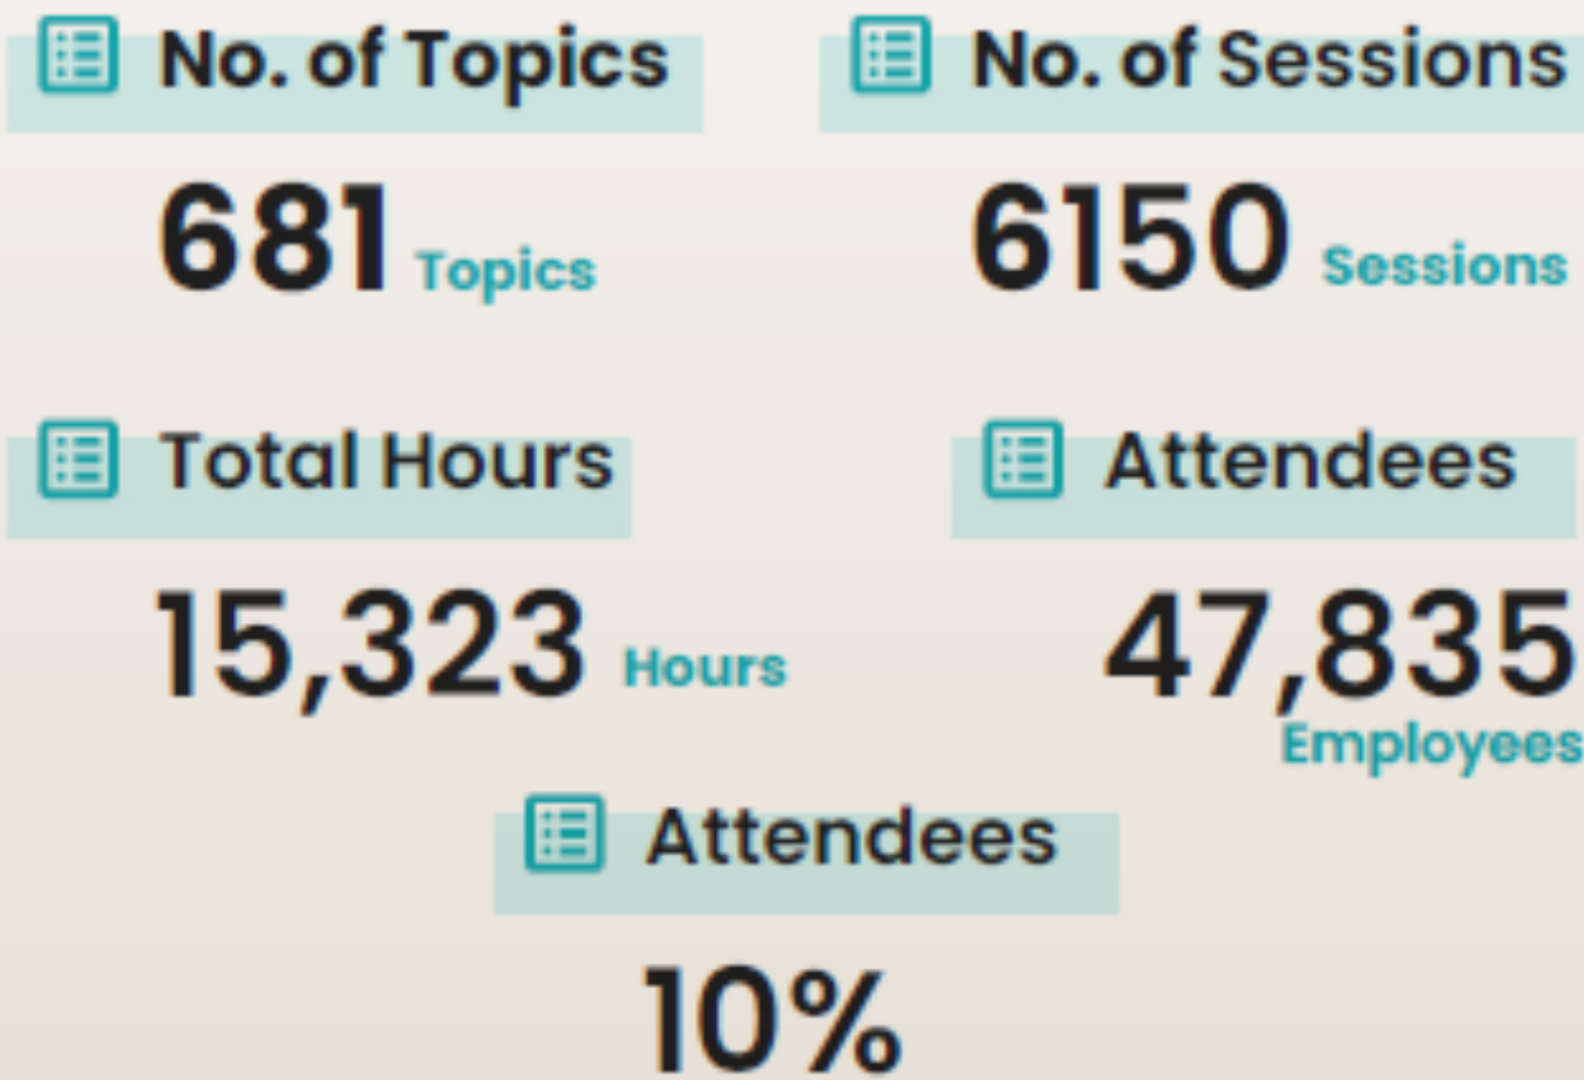 No. of Topics
No. of Sessions
681 Topics
6150 Sessions
Total Hours
Attendees
15,323 Hours
47,835
Employees
Attendees
10%